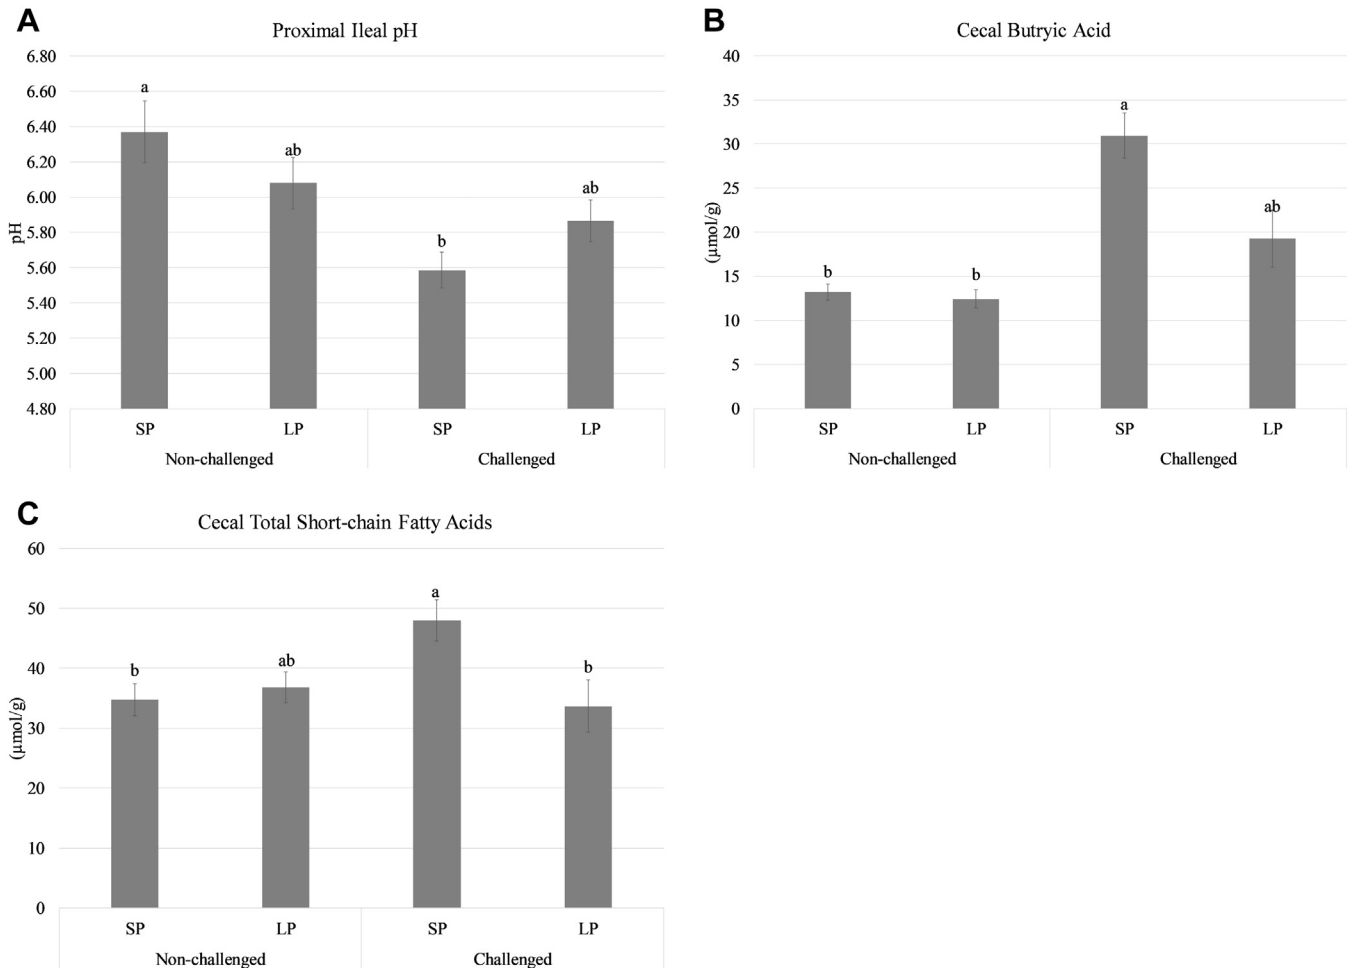 A
Proximal Ileal pH
6.80
6.60
6.40
6.20
6.00
5.80
5.60
5.40
5.20
5.00
4.80
pH
a
ab
b
ab
SP LP SP LP
Non-challenged Challenged
B
Cecal Butryic Acid
40
35
30
25
20
15
10
5
0
(µmol/g)
b
b
a
ab
SP LP SP LP
Non-challenged Challenged
C
Cecal Total Short-chain Fatty Acids
60
50
40
30
20
10
0
(µmol/g)
b
ab
a
b
SP LP SP LP
Non-challenged Challenged